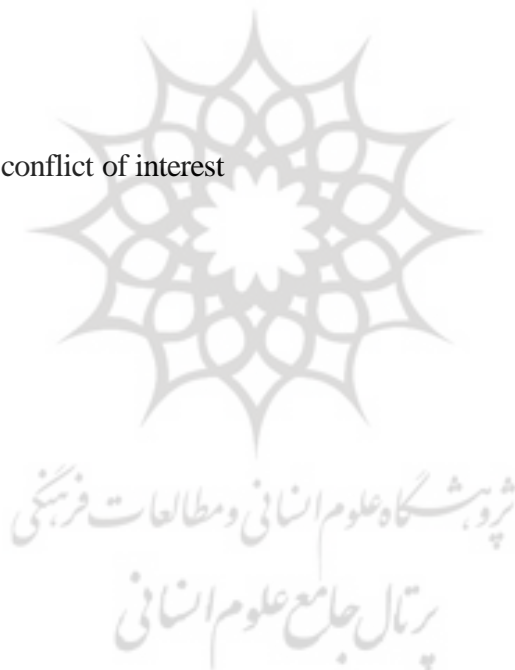 conflict of interest
پژوهشگاه علوم انسانی و مطالعات فرهنگی
پرتال جامع علوم انسانی